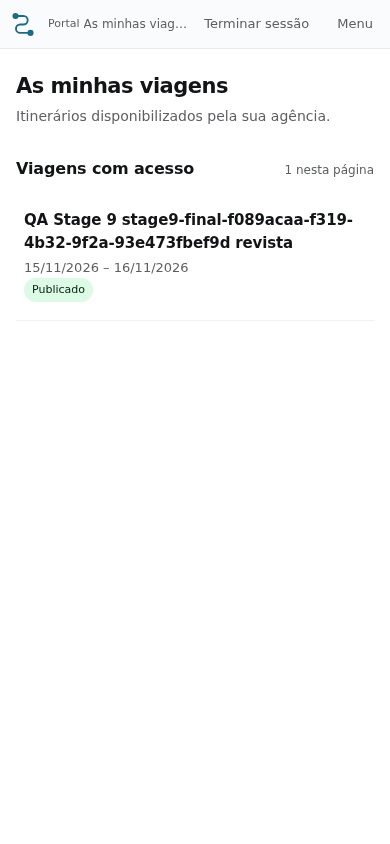 Portal As minhas viag... Terminar sessão Menu
As minhas viagens
Itinerários disponibilizados pela sua agência.
Viagens com acesso 1 nesta página
QA Stage 9 stage9-final-f089acaa-f319-
4b32-9f2a-93e473fbef9d revista
15/11/2026 – 16/11/2026
Publicado